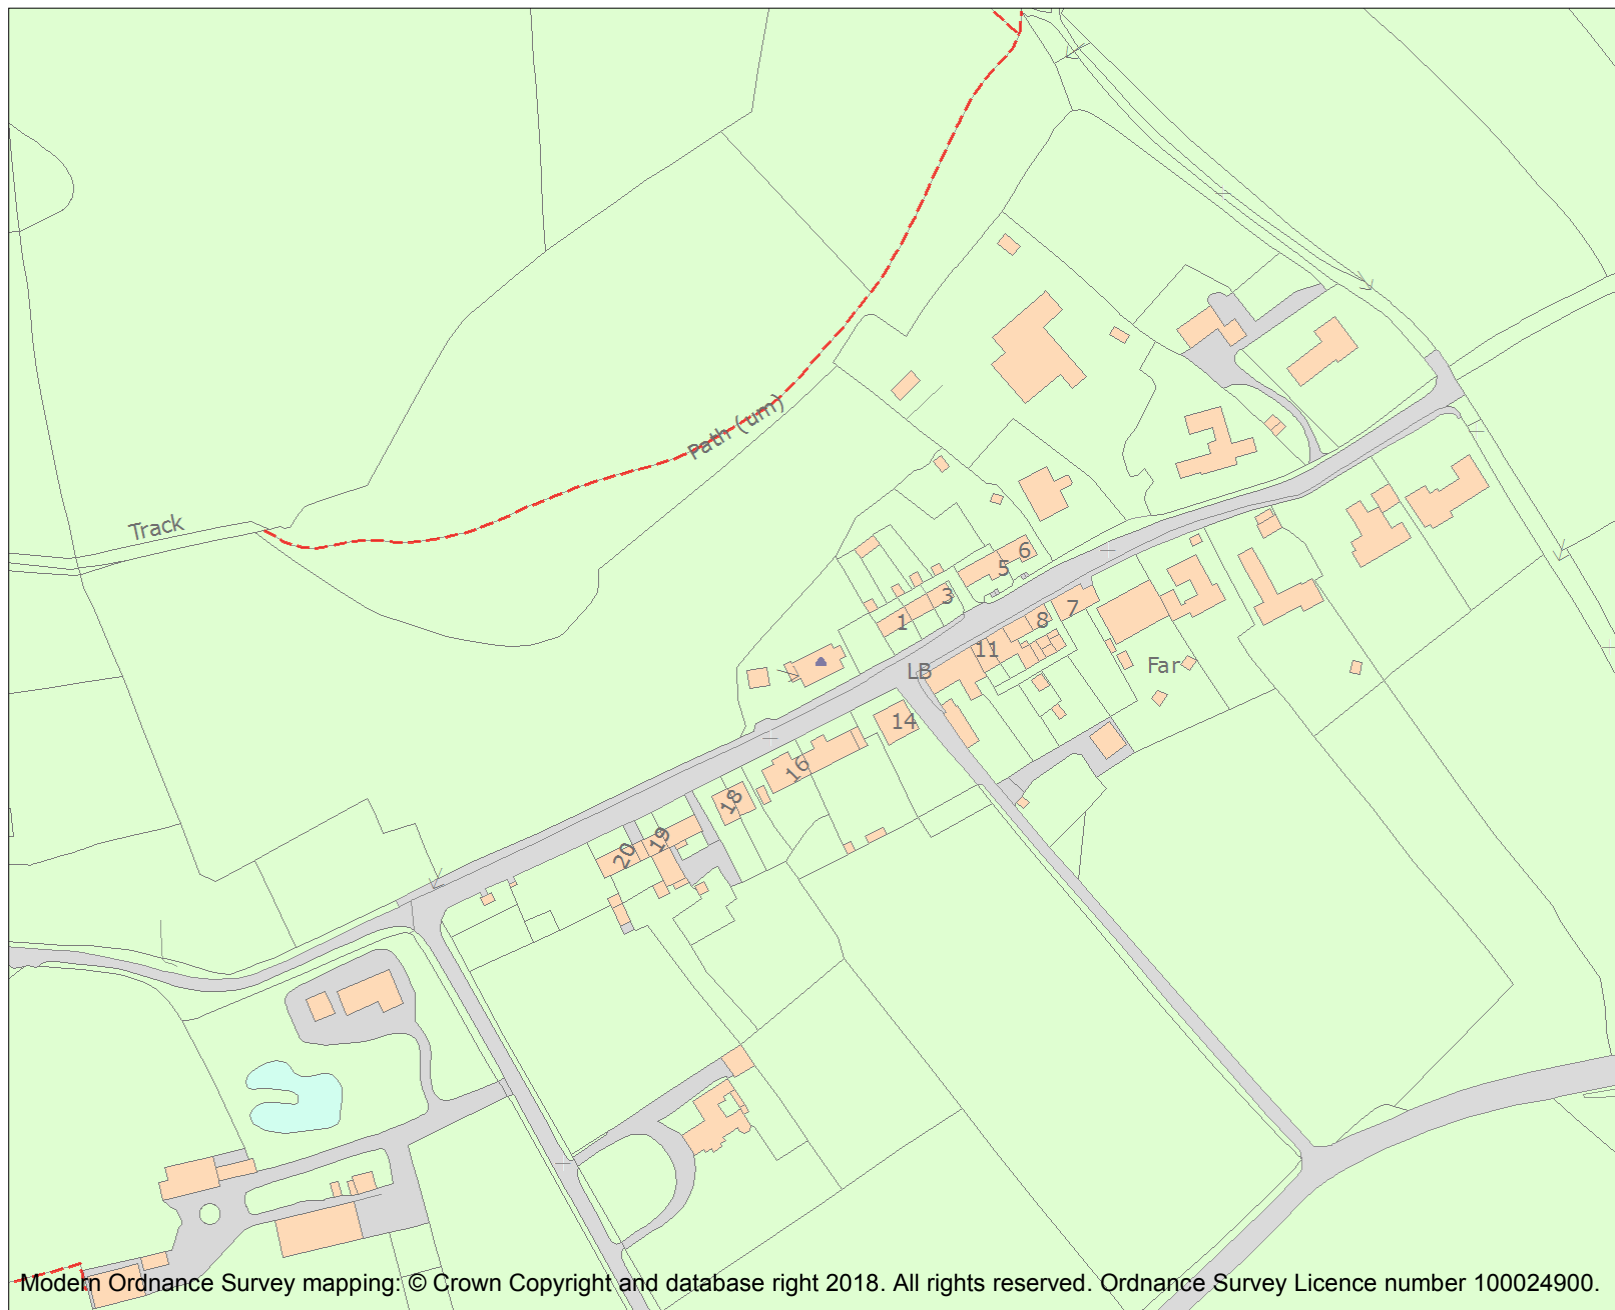 Path (um)
Track
6
5
3
1
7
8
11
LB
Far
14
16
18
19
20
Modern Ordnance Survey mapping: © Crown Copyright and database right 2018. All rights reserved. Ordnance Survey Licence number 100024900.